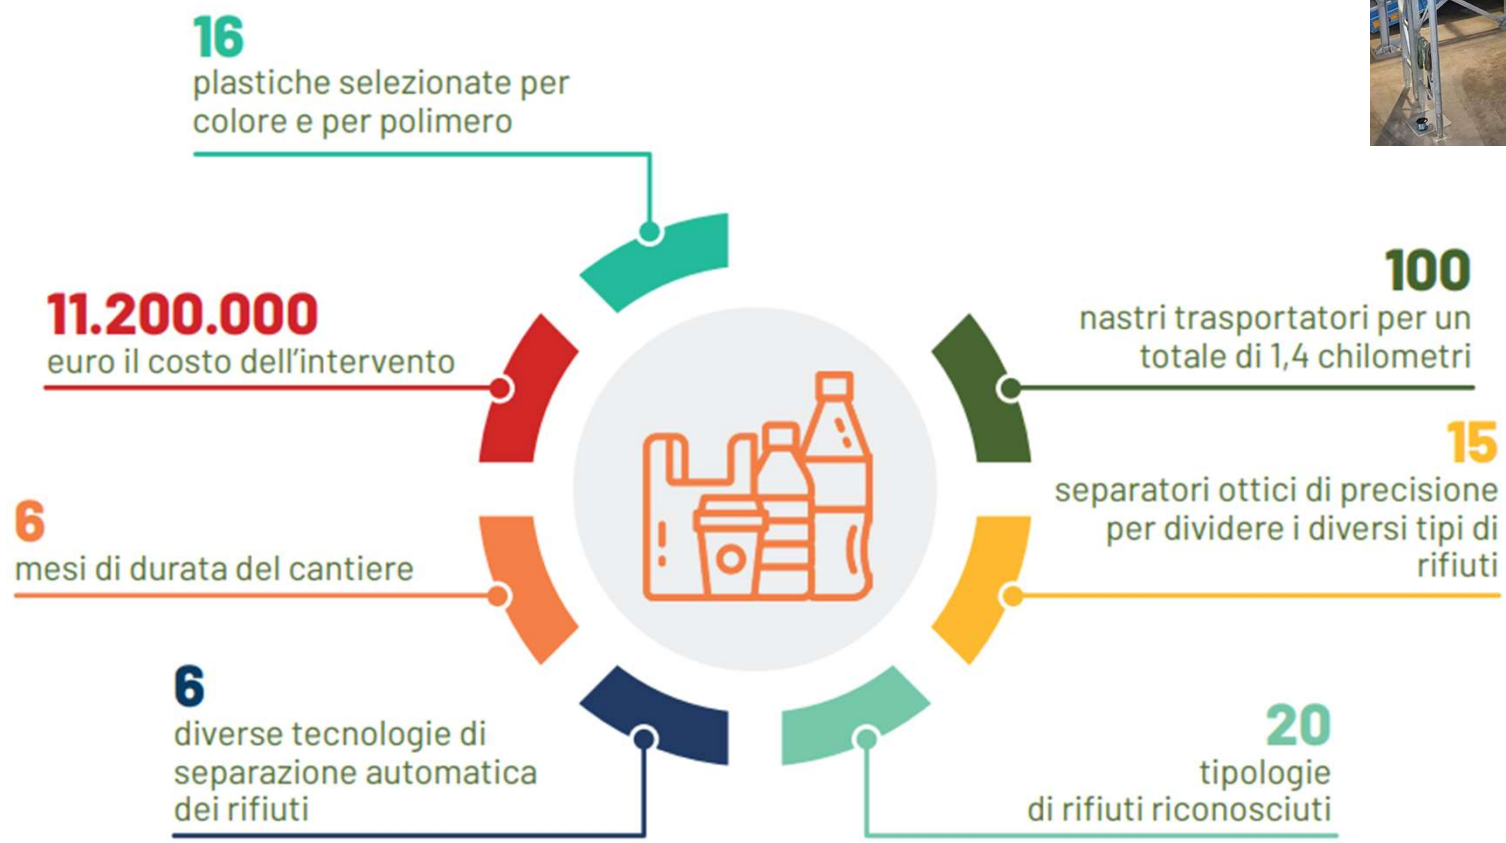 16
plastiche selezionate per
colore e per polimero
11.200.000
euro il costo dell'intervento
6
mesi di durata del cantiere
6
diverse tecnologie di
separazione automatica
dei rifiuti
100
nastri trasportatori per un
totale di 1,4 chilometri
15
separatori ottici di precisione
per dividere i diversi tipi di
rifiuti
20
tipologie
di rifiuti riconosciuti